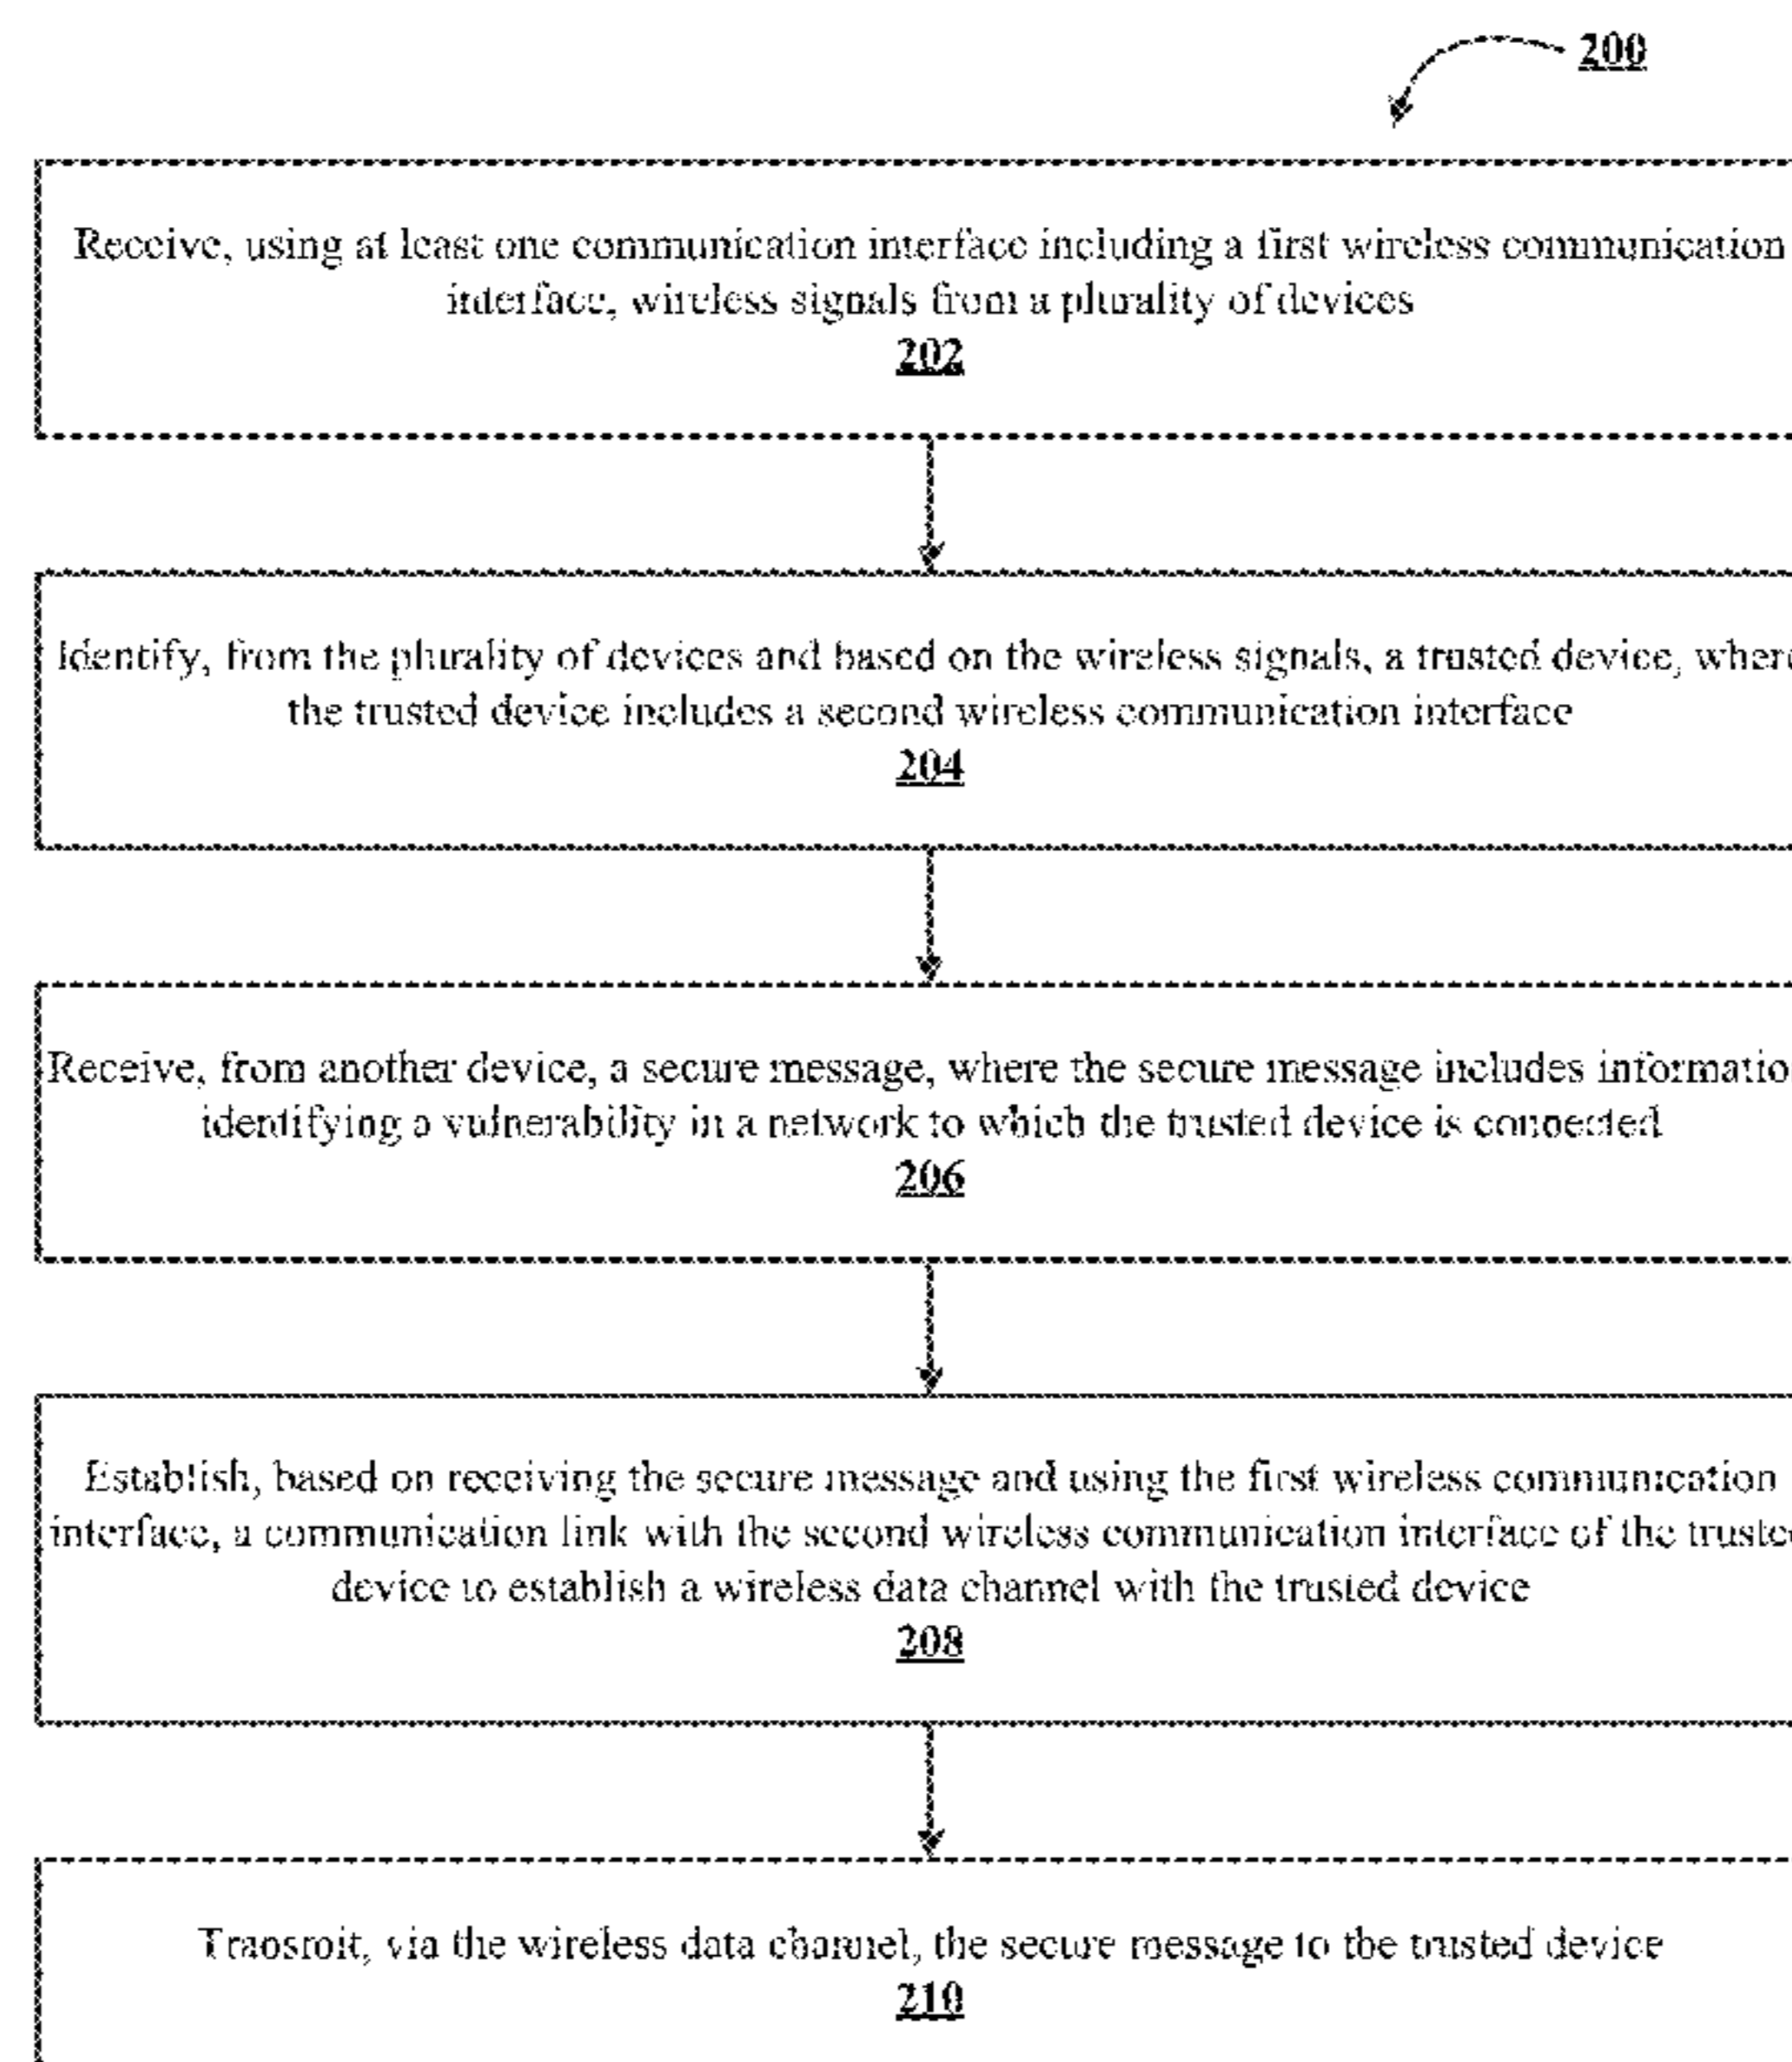 200
Receive, using at least one communication interface including a first wireless communication
interface, wireless signals from a plurality of devices
202
Identify, from the plurality of devices and based on the wireless signals, a trusted device, where
the trusted device includes a second wireless communication interface
204
Receive, from another device, a secure message, where the secure message includes informatio
identifying a vulnerability in a network to which the trusted device is connected
206
Establish, based on receiving the secure message and using the first wireless communication
interface, a communication link with the second wireless communication interface of the truste
device to establish a wireless data channel with the trusted device
208
Transmit, via the wireless data channel, the secure message to the trusted device
210